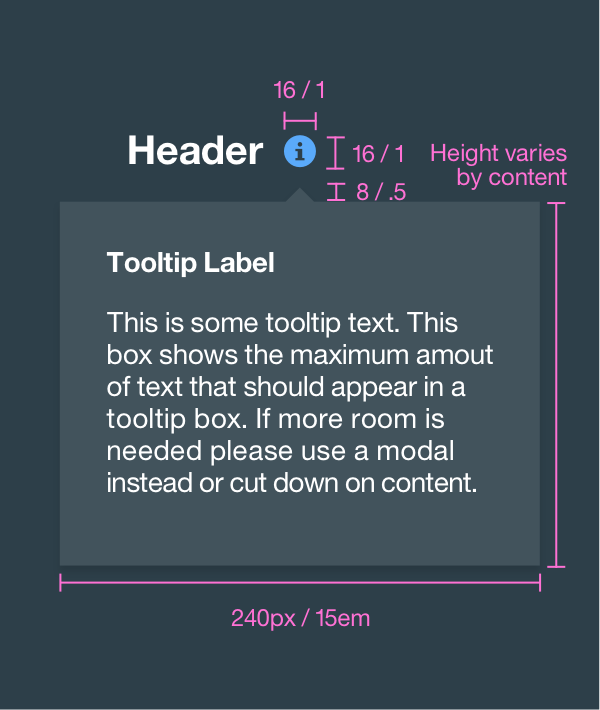 16 / 1
Header i
16 / 1
Height varies
by content
8 / .5
Tooltip Label
This is some tooltip text. This
box shows the maximum amout
of text that should appear in a
tooltip box. If more room is
needed please use a modal
instead or cut down on content.
240px / 15em